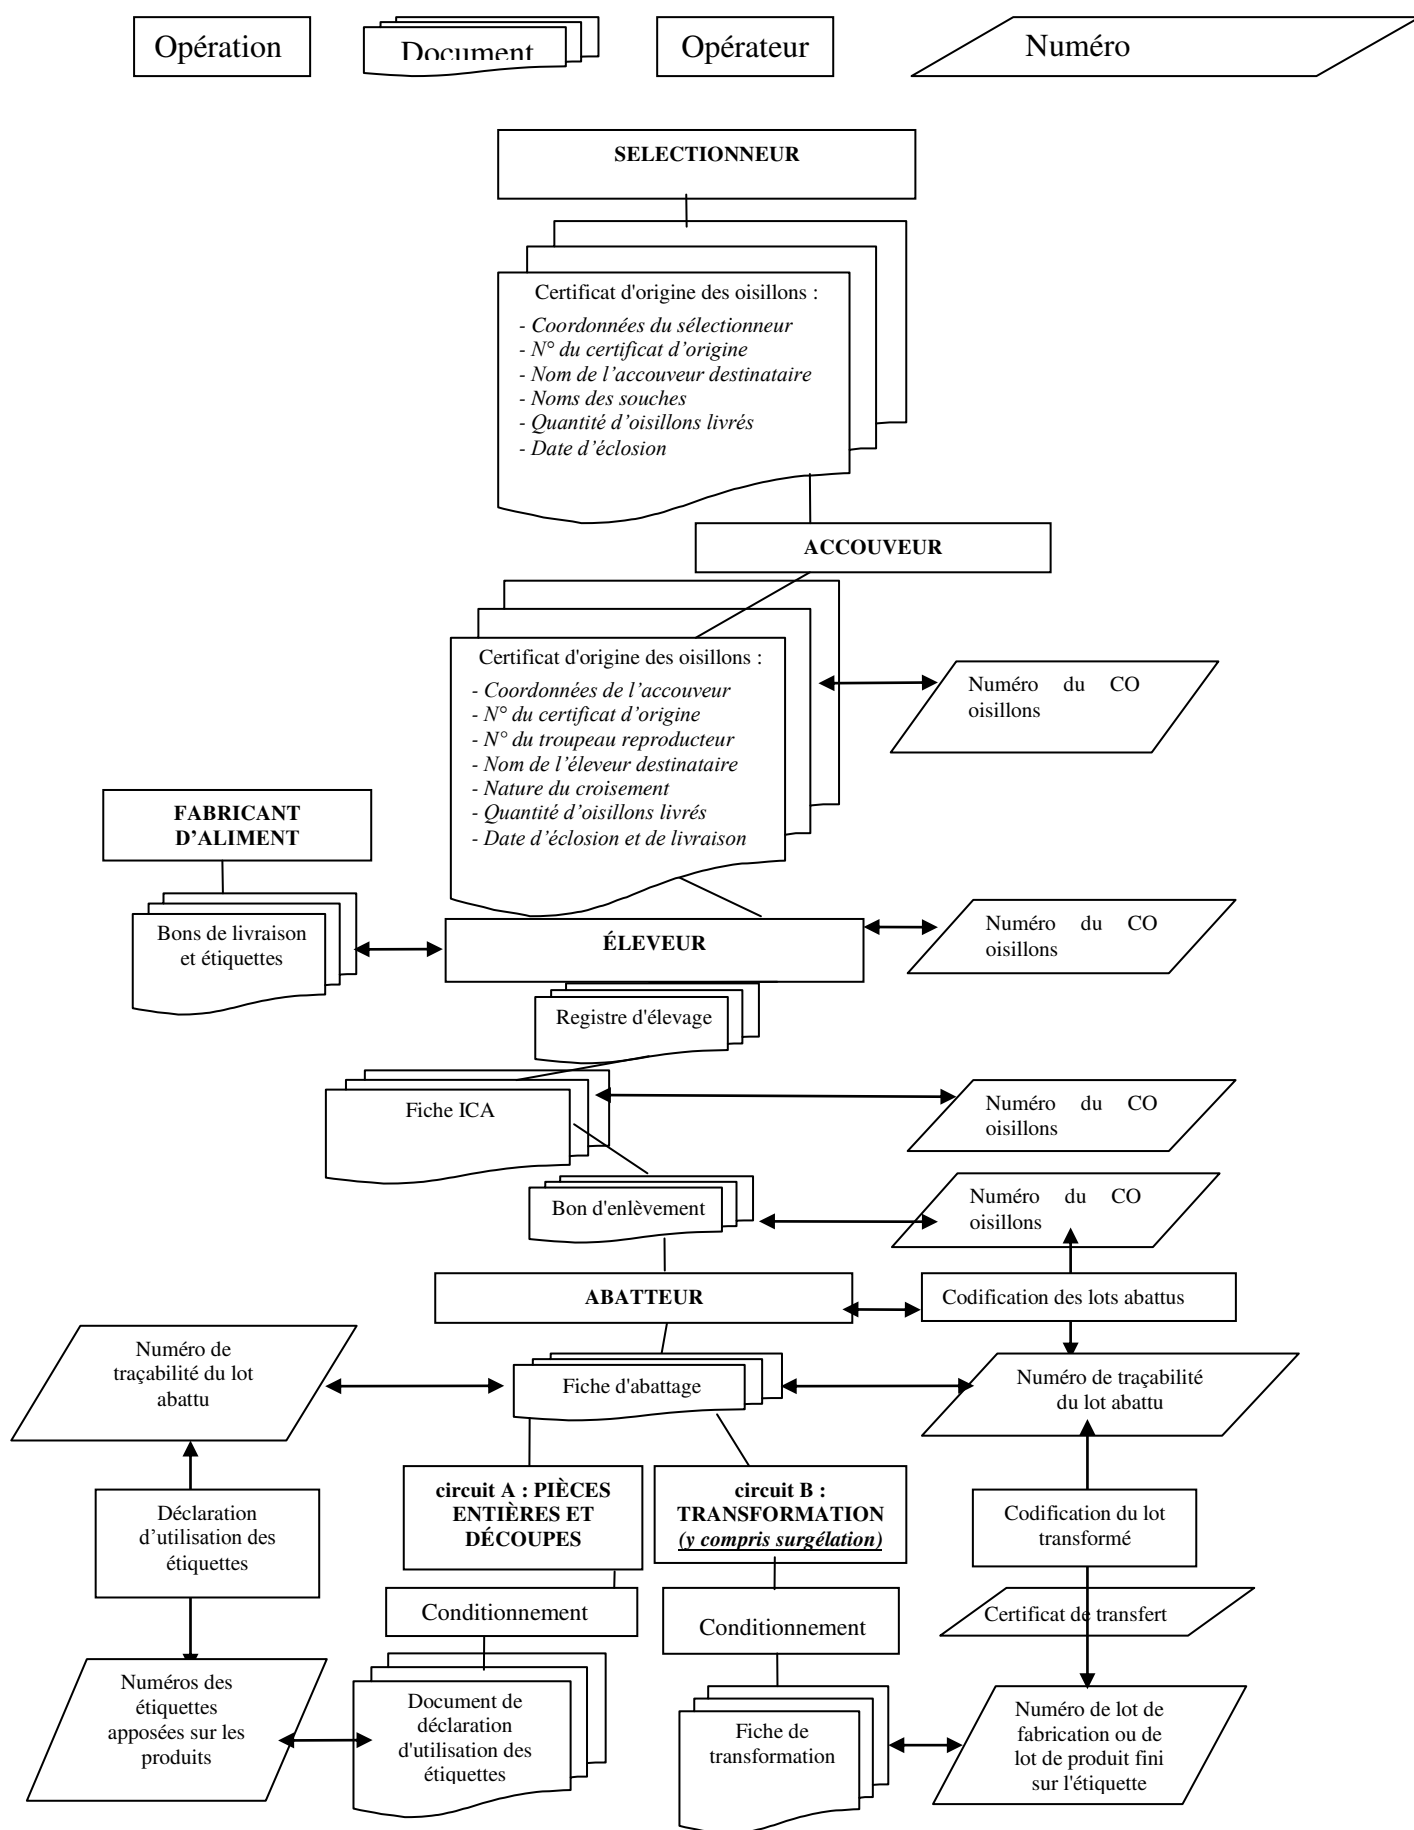 Opération
Document
Opérateur
Numéro
SELECTIONNEUR
Certificat d'origine des oisillons :
- Coordonnées du sélectionneur
- N° du certificat d’origine
- Nom de l’accouveur destinataire
- Noms des souches
- Quantité d’oisillons livrés
- Date d’éclosion
ACCOUVEUR
Certificat d'origine des oisillons :
- Coordonnées de l’accouveur
- N° du certificat d’origine
- N° du troupeau reproducteur
- Nom de l’éleveur destinataire
- Nature du croisement
- Quantité d’oisillons livrés
- Date d’éclosion et de livraison
Numéro du CO
oisillons
FABRICANT
D’ALIMENT
Bons de livraison
et étiquettes
ÉLEVEUR
Numéro du CO
oisillons
Registre d'élevage
Fiche ICA
Numéro du CO
oisillons
Bon d'enlèvement
Numéro du CO
oisillons
ABATTEUR
Codification des lots abattus
Numéro de
traçabilité du lot
abattu
Fiche d'abattage
Numéro de traçabilité
du lot abattu
Déclaration
d’utilisation des
étiquettes
circuit A : PIÈCES
ENTIÈRES ET
DÉCOUPES
circuit B :
TRANSFORMATION
(y compris surgélation)
Codification du lot
transformé
Conditionnement
Conditionnement
Certificat de transfert
Numéros des
étiquettes
apposées sur les
produits
Document de
déclaration
d'utilisation des
étiquettes
Fiche de
transformation
Numéro de lot de
fabrication ou de
lot de produit fini
sur l'étiquette